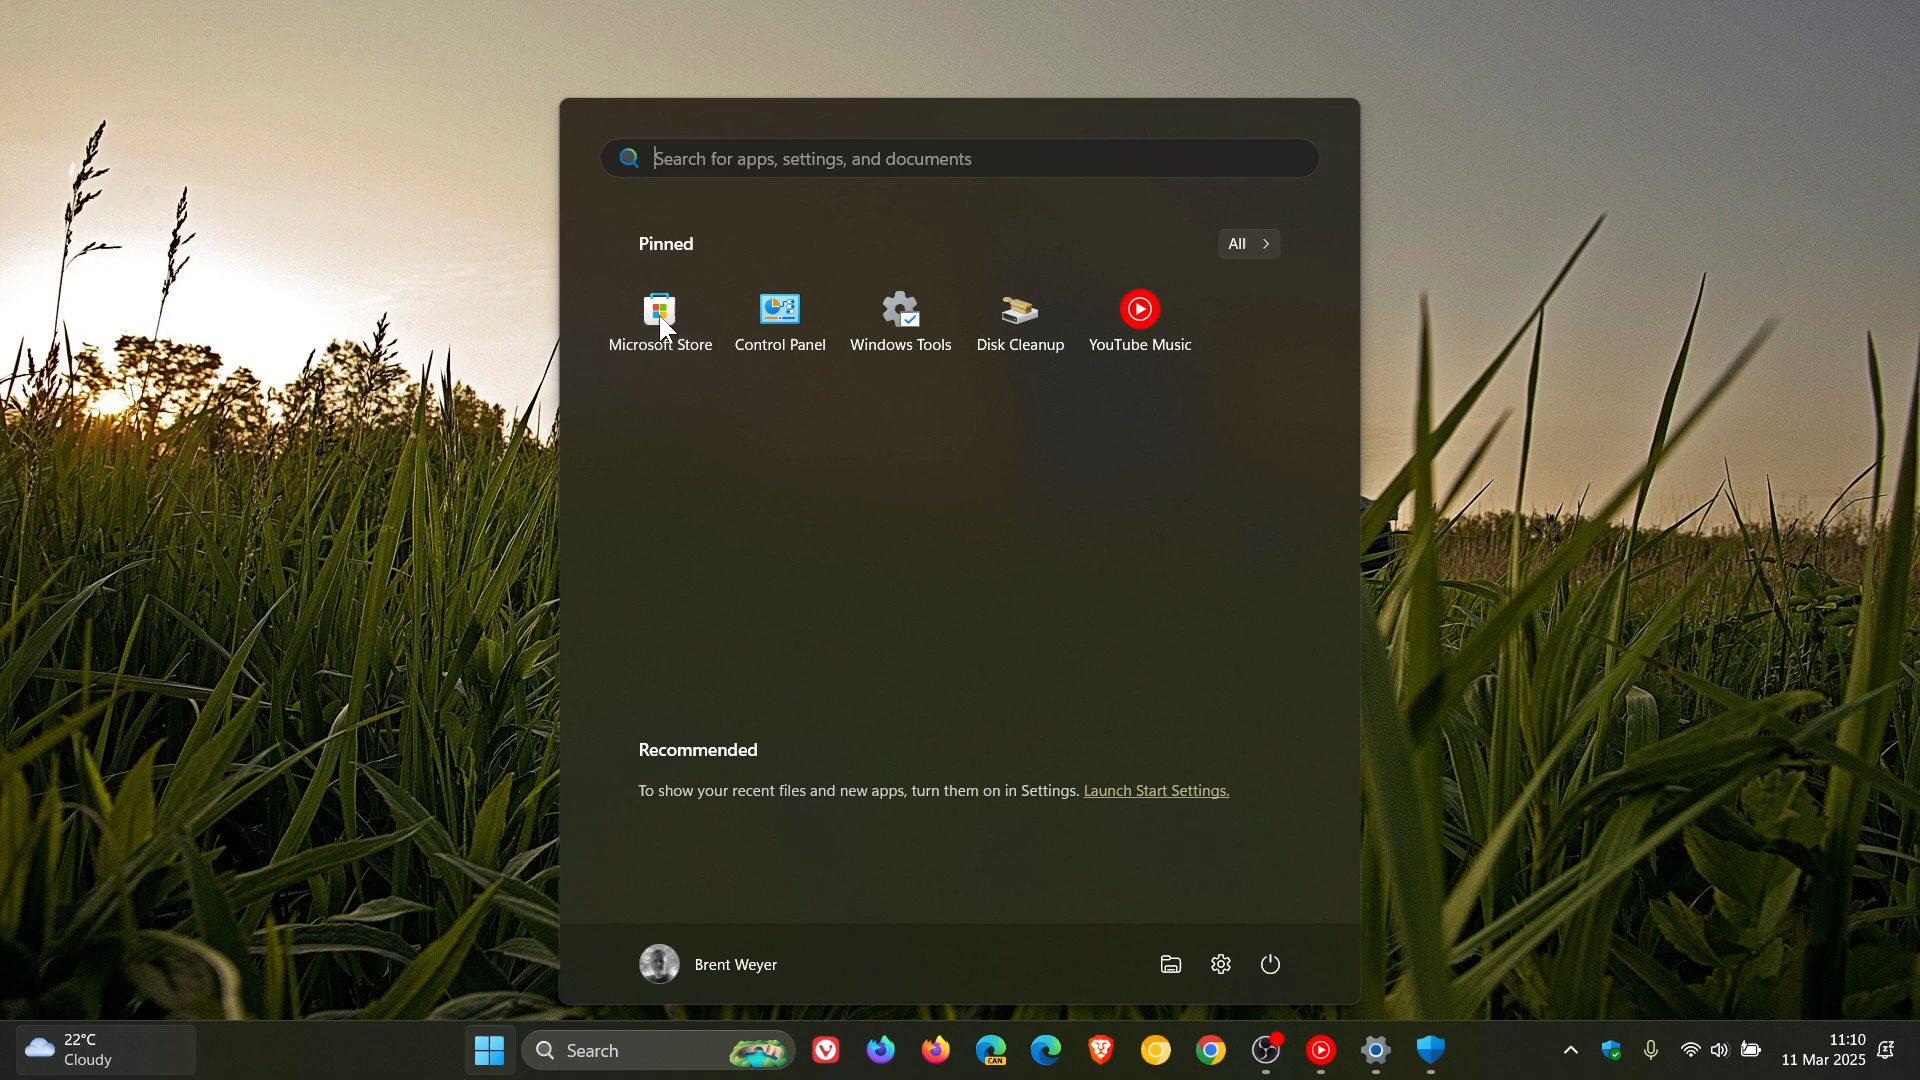 Search for apps, settings, and documents
Pinned
All
Microsoft Store
Control Panel
Windows Tools
Disk Cleanup
YouTube Music
Recommended
To show your recent files and new apps, turn them on in Settings. Launch Start Settings.
Brent Weyer
22°C
Cloudy
Search
CAN
11:10
11 Mar 2025